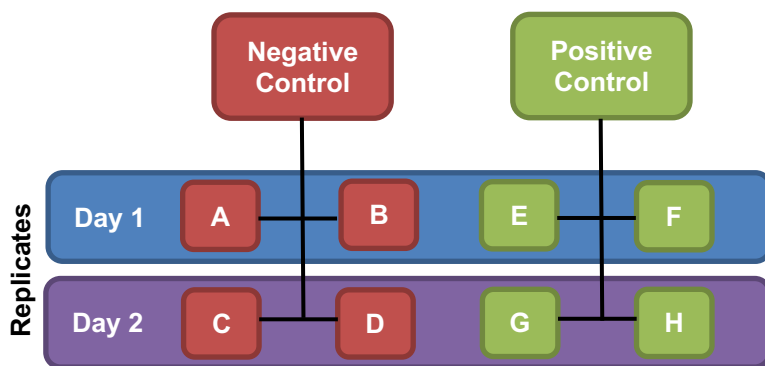 Negative
Control
Positive
Control
Replicates
Day 1
A
B
E
F
Day 2
C
D
G
H